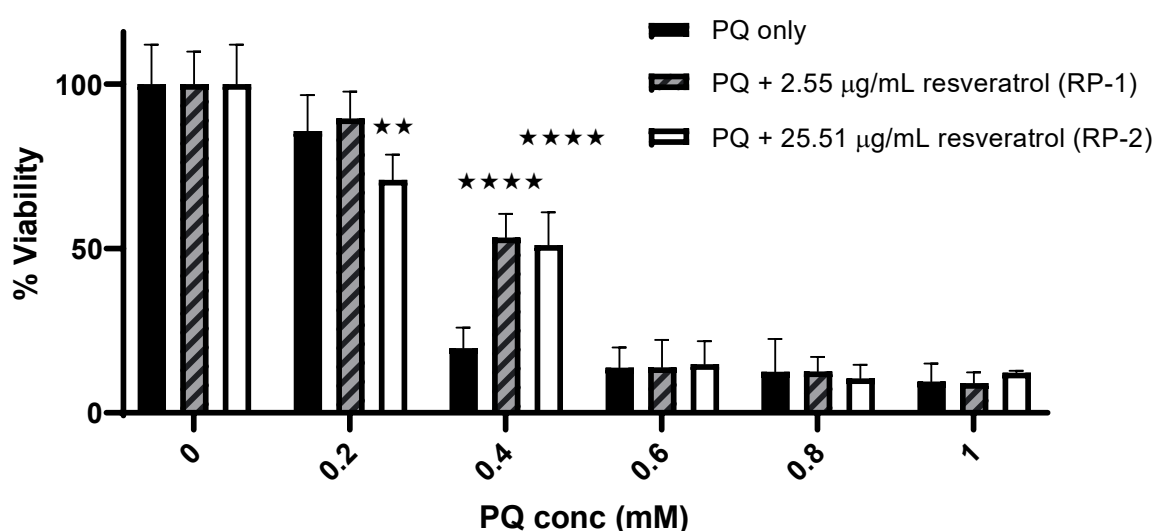 PQ only
PQ + 2.55 μg/mL resveratrol (RP-1)
PQ + 25.51 μg/mL resveratrol (RP-2)
% Viability
100
50
0
★★
★★★★
★★★★
0
0.2
0.4
0.6
0.8
1
PQ conc (mM)